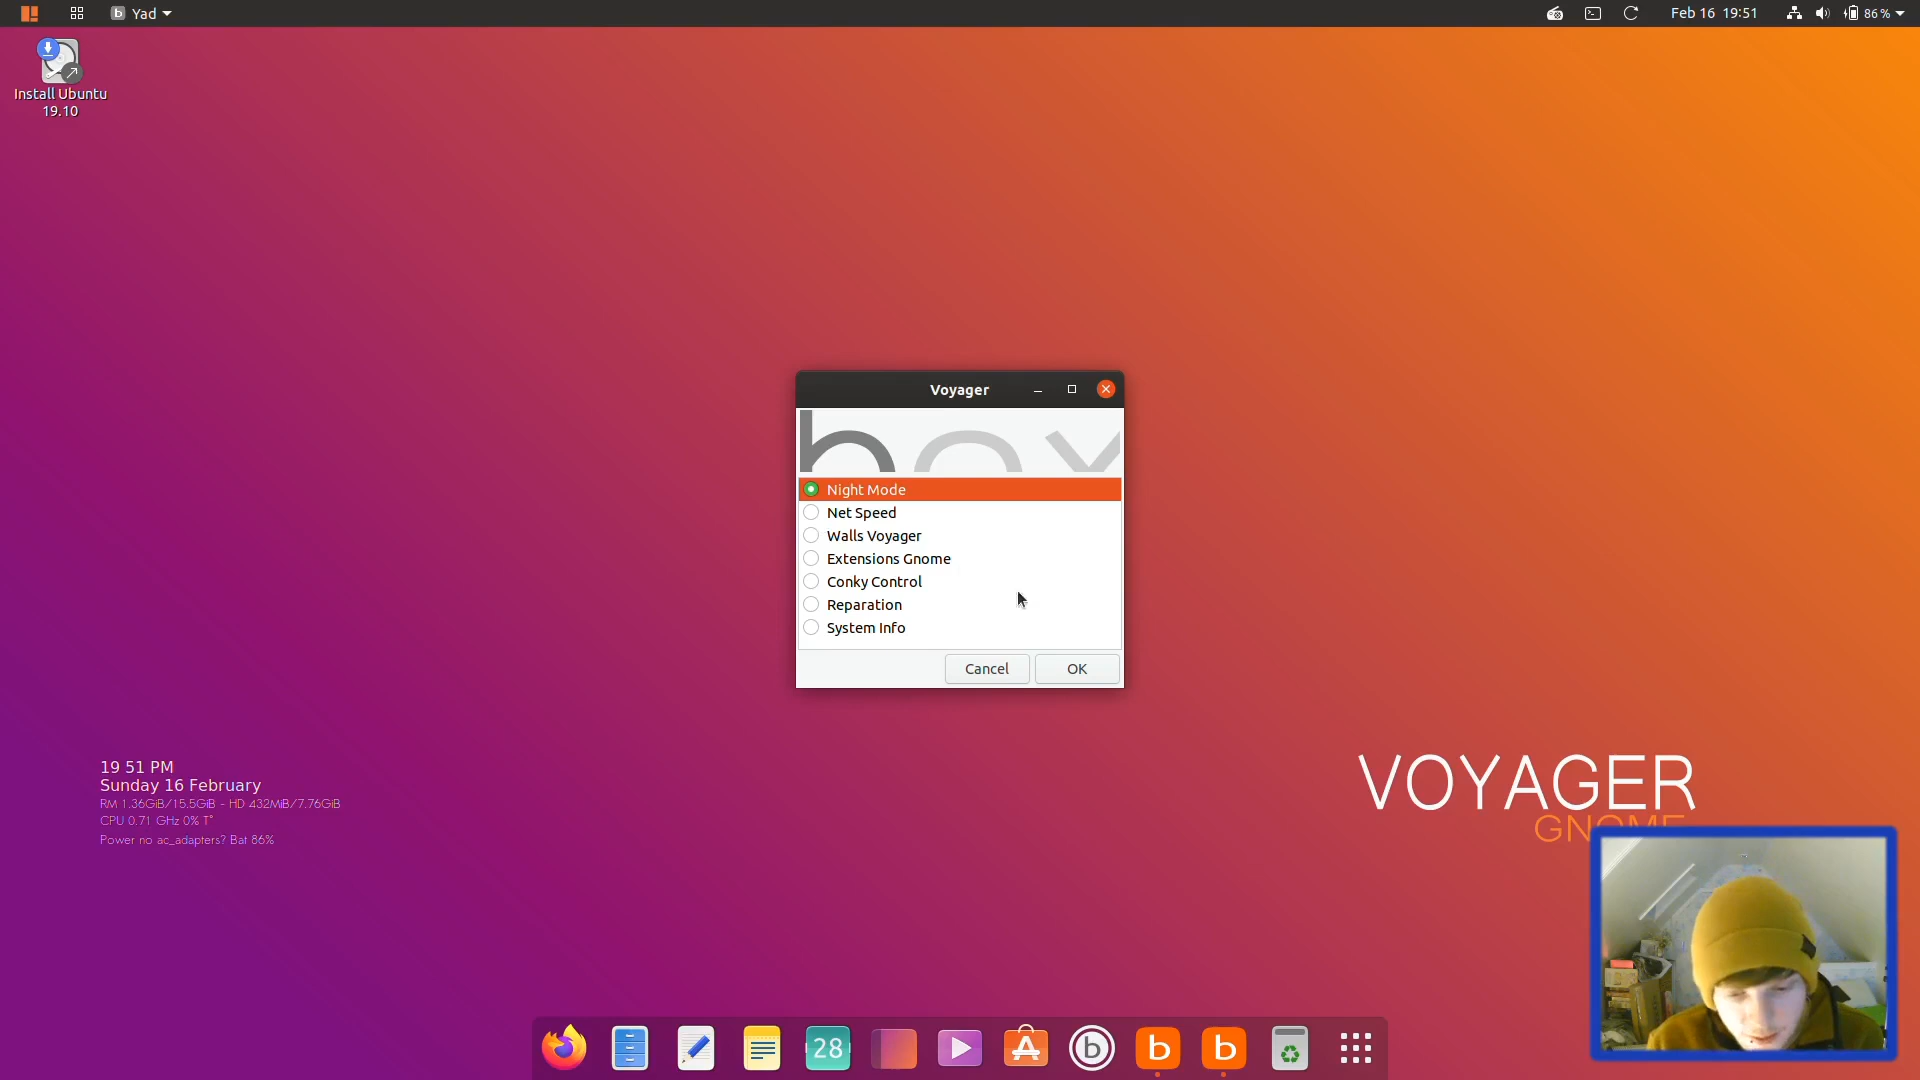 Yad
Feb 16 19:51
86 %
Install Ubuntu
19.10
Voyager
box
Night Mode
Net Speed
Walls Voyager
Extensions Gnome
Conky Control
Reparation
System Info
Cancel
OK
19 51 PM
Sunday 16 February
RM 1.36GiB/15.5GiB - HD 432MiB/7.76GiB
CPU 0.71 GHz 0% T°
Power no ac_adapters? Bat 86%
VOYAGER
GNOME
28
b
b
b